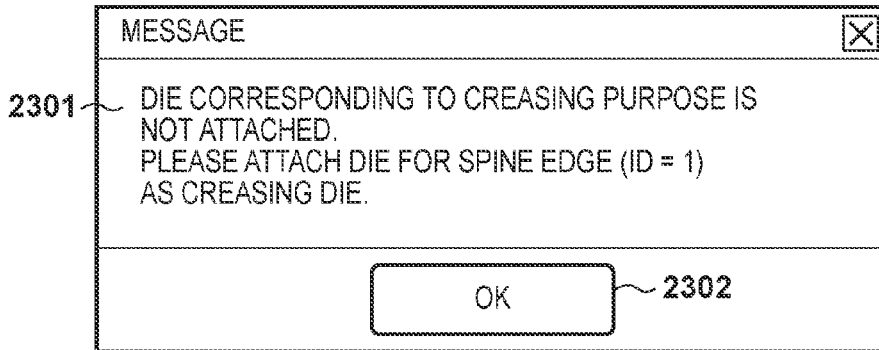 MESSAGE
2301
DIE CORRESPONDING TO CREASING PURPOSE IS
NOT ATTACHED.
PLEASE ATTACH DIE FOR SPINE EDGE (ID = 1)
AS CREASING DIE.
OK
2302